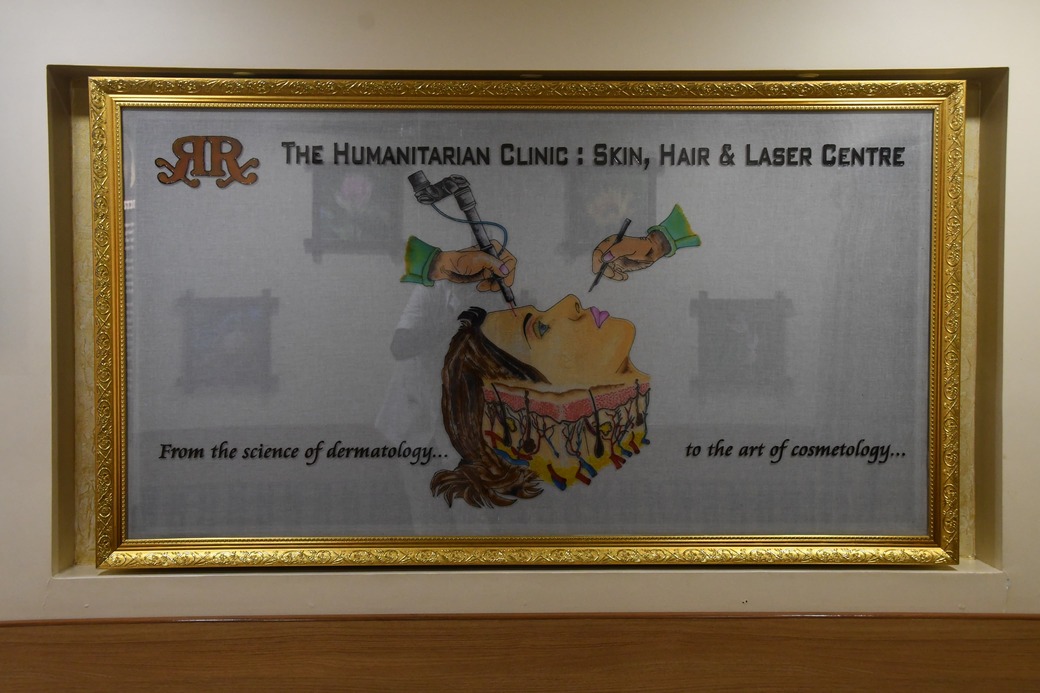 RR
THE HUMANITARIAN CLINIC : SKIN, HAIR & LASER CENTRE
From the science of dermatology...
to the art of cosmetology...